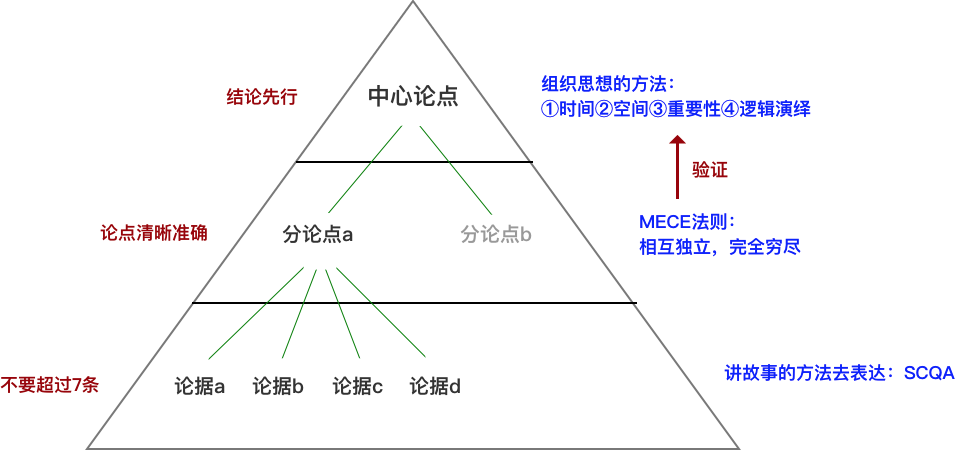 组织思想的方法：
结论先行
中心论点
①时间②空间③重要性④逻辑演绎
验证
论点清晰准确
分论点a
分论点b
MECE法则：
相互独立，完全穷尽
不要超过7条
论据a
论据b
论据c
论据d
讲故事的方法去表达：SCQA